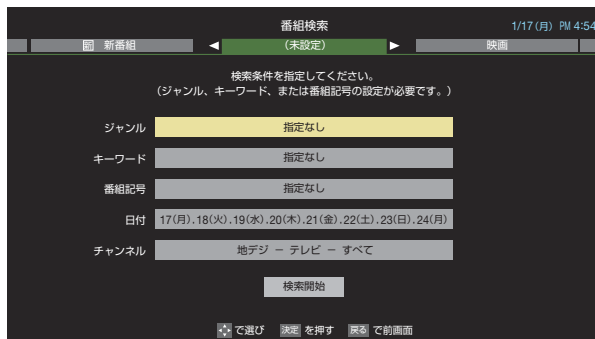 番組検索
1/17(月) PM 4:54
新番組
(未設定)
映画
検索条件を指定してください。
(ジャンル、キーワード、または番組記号の設定が必要です。)
ジャンル 指定なし
キーワード 指定なし
番組記号 指定なし
日付 17(月).18(火).19(水).20(木).21(金).22(土).23(日).24(月)
チャンネル 地デジ − テレビ − すべて
検索開始
で選び 決定 を押す 戻る で前画面